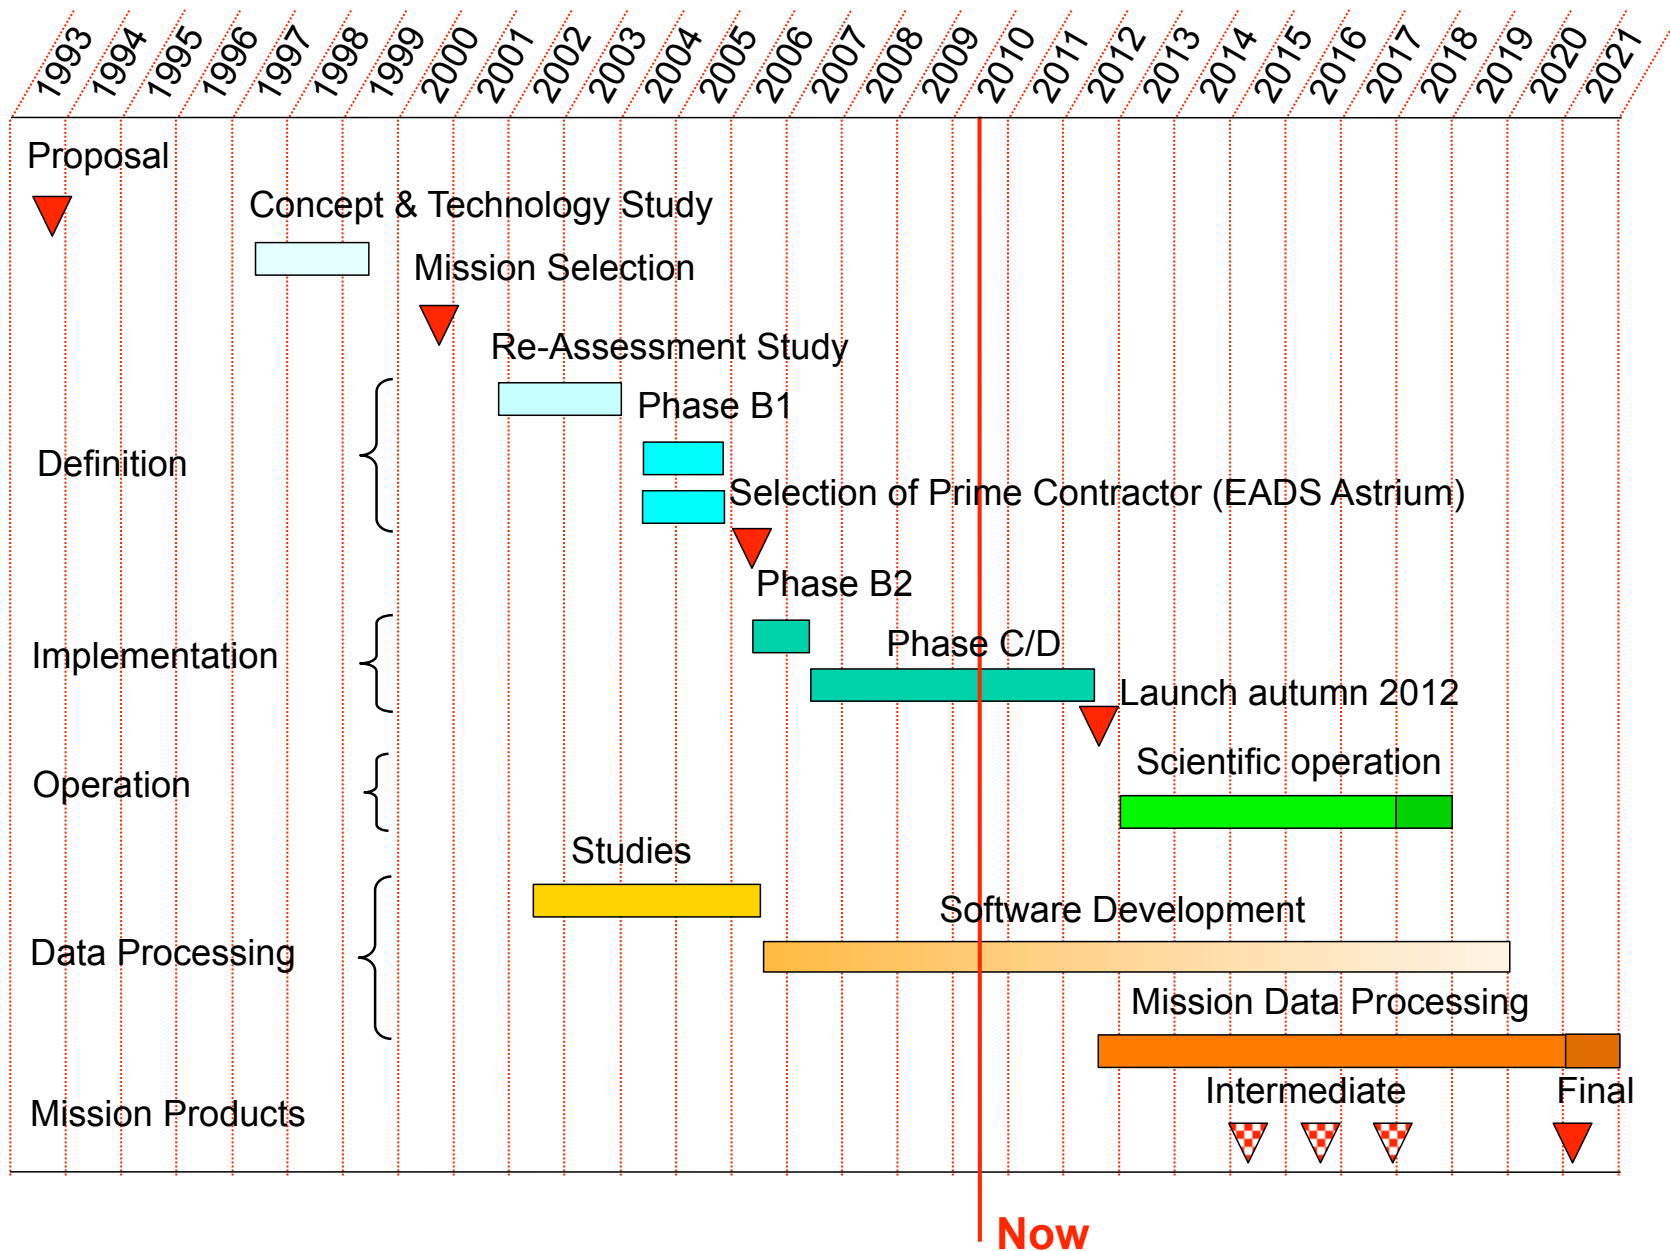 1993 1994 1995 1996 1997 1998 1999 2000 2001 2002 2003 2004 2005 2006 2007 2008 2009 2010 2011 2012 2013 2014 2015 2016 2017 2018 2019 2020 2021
Proposal
Concept & Technology Study
Mission Selection
Re-Assessment Study
Phase B1
Definition
Selection of Prime Contractor (EADS Astrium)
Phase B2
Implementation
Phase C/D
Launch autumn 2012
Scientific operation
Operation
Studies
Software Development
Data Processing
Mission Data Processing
Intermediate
Final
Mission Products
Now